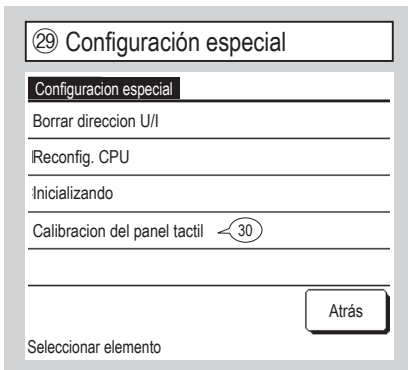 ㉙ Configuración especial
Configuracion especial
Borrar direccion U/I
Reconfig. CPU
Inicializando
Calibracion del panel tactil 30
Atrás
Seleccionar elemento